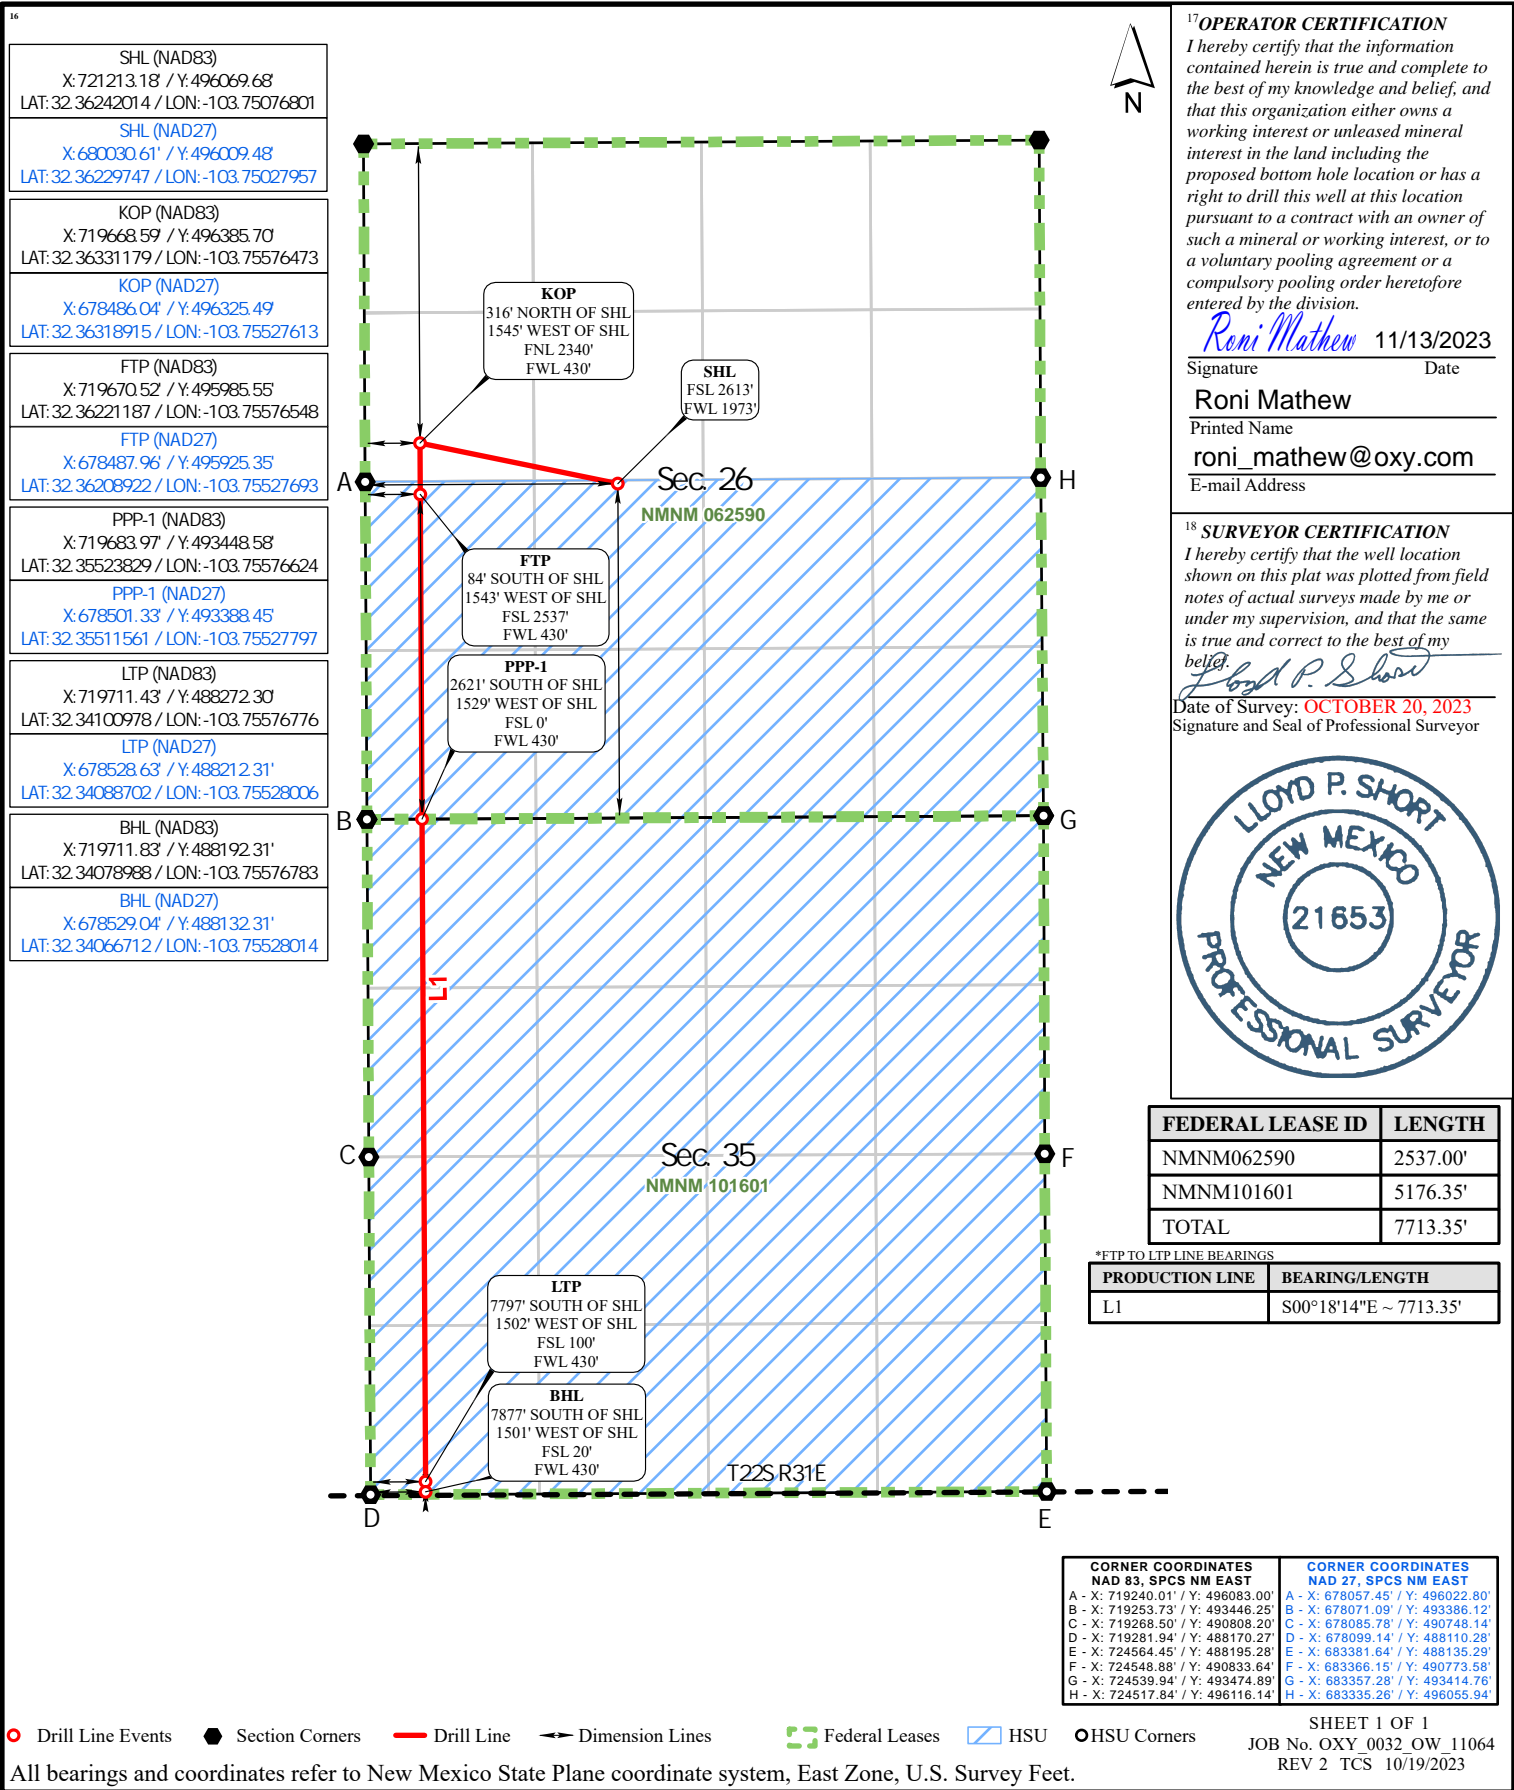 16
SHL (NAD83)
X:721213.18' / Y:496069.68'
LAT:32.36242014 / LON:-103.75076801
SHL (NAD27)
X:680030.61' / Y:496009.48'
LAT:32.36229747 / LON:-103.75027957
KOP (NAD83)
X:719668.59' / Y:496385.70'
LAT:32.36331179 / LON:-103.75576473
KOP (NAD27)
X:678486.04' / Y:496325.49'
LAT:32.36318915 / LON:-103.75527613
FTP (NAD83)
X:719670.52' / Y:495985.55'
LAT:32.36221187 / LON:-103.75576548
FTP (NAD27)
X:678487.96' / Y:495925.35'
LAT:32.36208922 / LON:-103.75527693
PPP-1 (NAD83)
X:719683.97' / Y:493448.58'
LAT:32.35523829 / LON:-103.75576624
PPP-1 (NAD27)
X:678501.33' / Y:493388.45'
LAT:32.35511561 / LON:-103.75527797
LTP (NAD83)
X:719711.43' / Y:488272.30'
LAT:32.34100978 / LON:-103.75576776
LTP (NAD27)
X:678528.63' / Y:488212.31'
LAT:32.34088702 / LON:-103.75528006
BHL (NAD83)
X:719711.83' / Y:488192.31'
LAT:32.34078988 / LON:-103.75576783
BHL (NAD27)
X:678529.04' / Y:488132.31'
LAT:32.34066712 / LON:-103.75528014
N
KOP
316' NORTH OF SHL
1545' WEST OF SHL
FNL 2340'
FWL 430'
SHL
FSL 2613'
FWL 1973'
A
Sec. 26
H
NMNM 062590
FTP
84' SOUTH OF SHL
1543' WEST OF SHL
FSL 2537'
FWL 430'
PPP-1
2621' SOUTH OF SHL
1529' WEST OF SHL
FSL 0'
FWL 430'
B
G
L1
C
Sec. 35
F
NMNM 101601
LTP
7797' SOUTH OF SHL
1502' WEST OF SHL
FSL 100'
FWL 430'
BHL
7877' SOUTH OF SHL
1501' WEST OF SHL
FSL 20'
FWL 430'
T22S R31E
D
E
17 OPERATOR CERTIFICATION
I hereby certify that the information
contained herein is true and complete to
the best of my knowledge and belief, and
that this organization either owns a
working interest or unleased mineral
interest in the land including the
proposed bottom hole location or has a
right to drill this well at this location
pursuant to a contract with an owner of
such a mineral or working interest, or to
a voluntary pooling agreement or a
compulsory pooling order heretofore
entered by the division.
Roni Mathew 11/13/2023
Signature Date
Roni Mathew
Printed Name
roni_mathew@oxy.com
E-mail Address
18 SURVEYOR CERTIFICATION
I hereby certify that the well location
shown on this plat was plotted from field
notes of actual surveys made by me or
under my supervision, and that the same
is true and correct to the best of my
belief.
Lloyd P. Short
Date of Survey: OCTOBER 20, 2023
Signature and Seal of Professional Surveyor
LLOYD P. SHORT
NEW MEXICO
21653
PROFESSIONAL SURVEYOR
FEDERAL LEASE ID LENGTH
NMNM062590 2537.00'
NMNM101601 5176.35'
TOTAL 7713.35'
*FTP TO LTP LINE BEARINGS
PRODUCTION LINE BEARING/LENGTH
L1 S00°18'14"E ~ 7713.35'
CORNER COORDINATES
NAD 83, SPCS NM EAST
A - X: 719240.01' / Y: 496083.00'
B - X: 719253.73' / Y: 493446.25'
C - X: 719268.50' / Y: 490808.20'
D - X: 719281.94' / Y: 488170.27'
E - X: 724564.45' / Y: 488195.28'
F - X: 724548.88' / Y: 490833.64'
G - X: 724539.94' / Y: 493474.89'
H - X: 724517.84' / Y: 496116.14'
CORNER COORDINATES
NAD 27, SPCS NM EAST
A - X: 678057.45' / Y: 496022.80'
B - X: 678071.09' / Y: 493386.12'
C - X: 678085.78' / Y: 490748.14'
D - X: 678099.14' / Y: 488110.28'
E - X: 683381.64' / Y: 488135.29'
F - X: 683366.15' / Y: 490773.58'
G - X: 683357.28' / Y: 493414.76'
H - X: 683335.26' / Y: 496055.94'
Drill Line Events Section Corners Drill Line Dimension Lines Federal Leases HSU HSU Corners
SHEET 1 OF 1
JOB No. OXY_0032_OW_11064
REV 2 TCS 10/19/2023
All bearings and coordinates refer to New Mexico State Plane coordinate system, East Zone, U.S. Survey Feet.